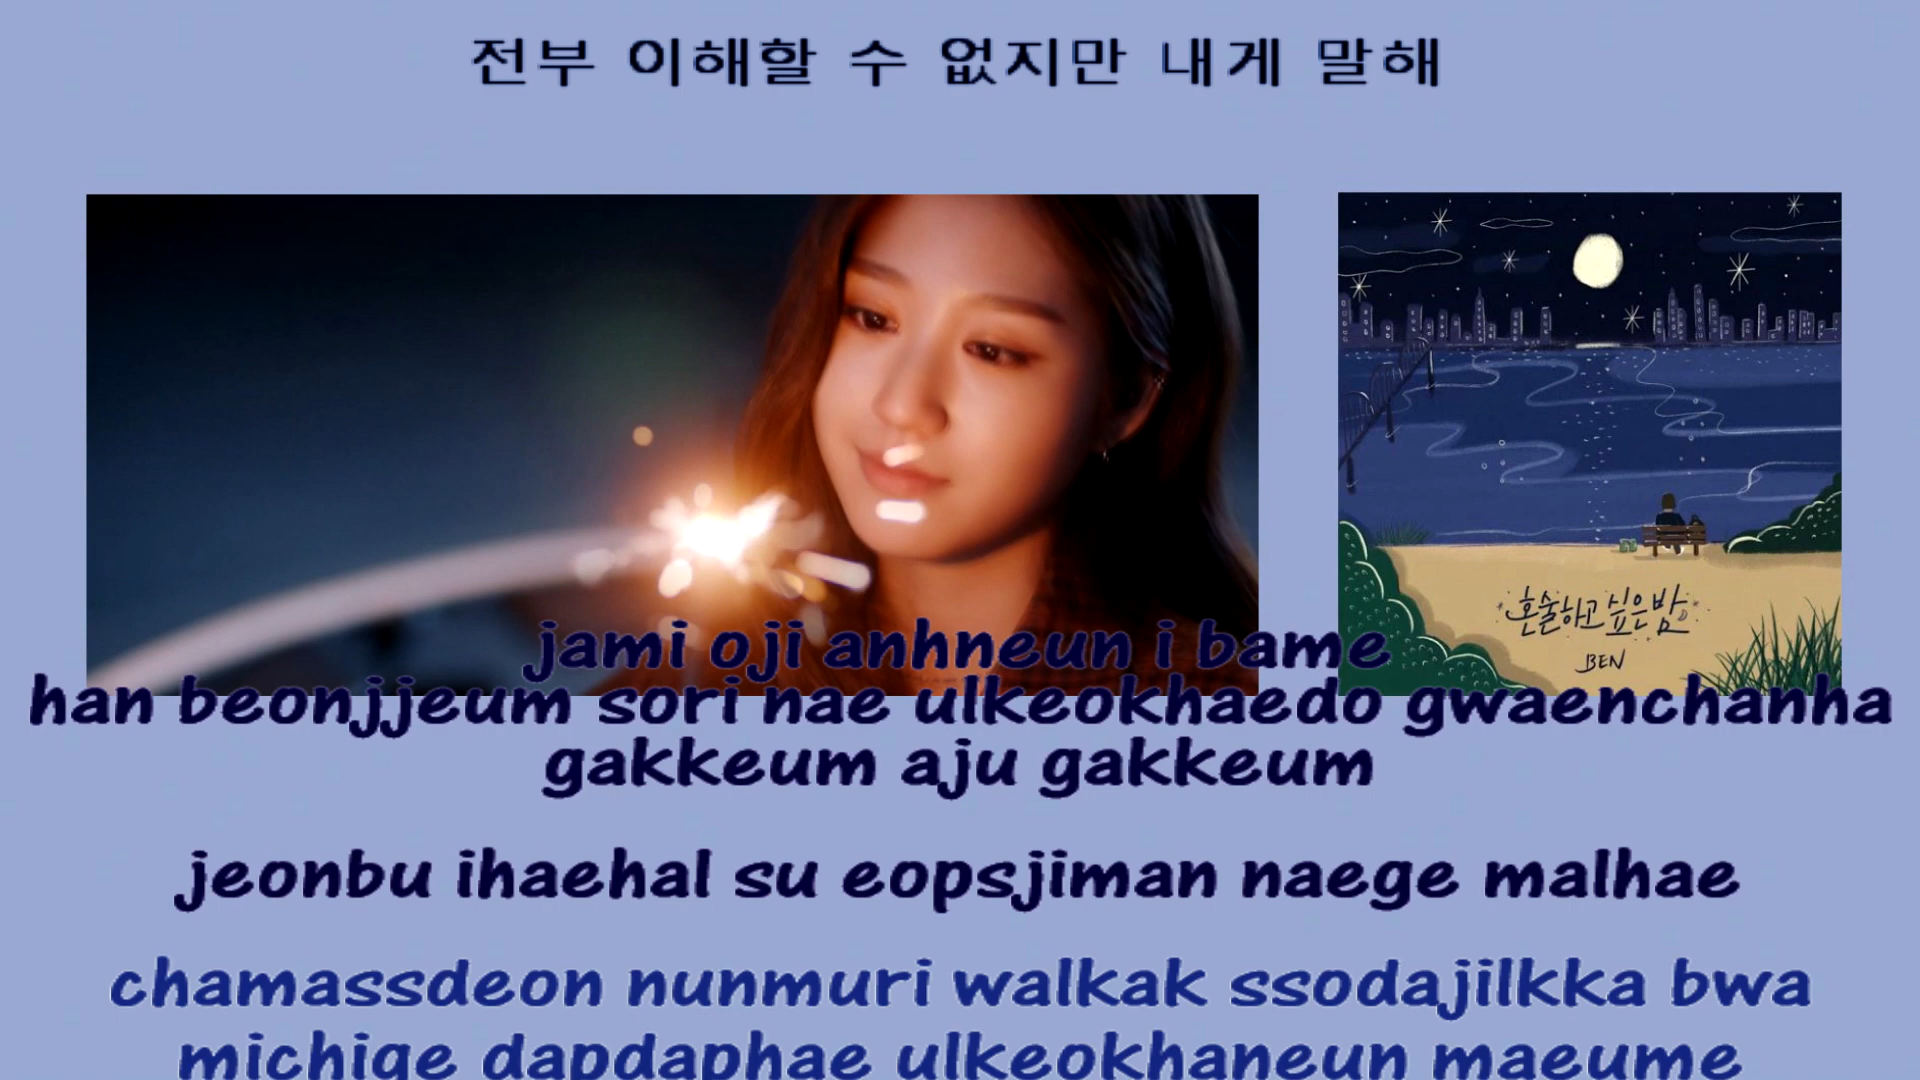 전부 이해할 수 없지만 내게 말해
혼술하고 싶은 밤
BEN
jami oji anhneun i bame
han beonjjeum sori nae ulkeokhaedo gwaenchanha
gakkeum aju gakkeum
jeonbu ihaehal su eopsjiman naege malhae
chamassdeon nunmuri walkak ssodajilkka bwa
michige dapdaphae ulkeokhaneun maeume